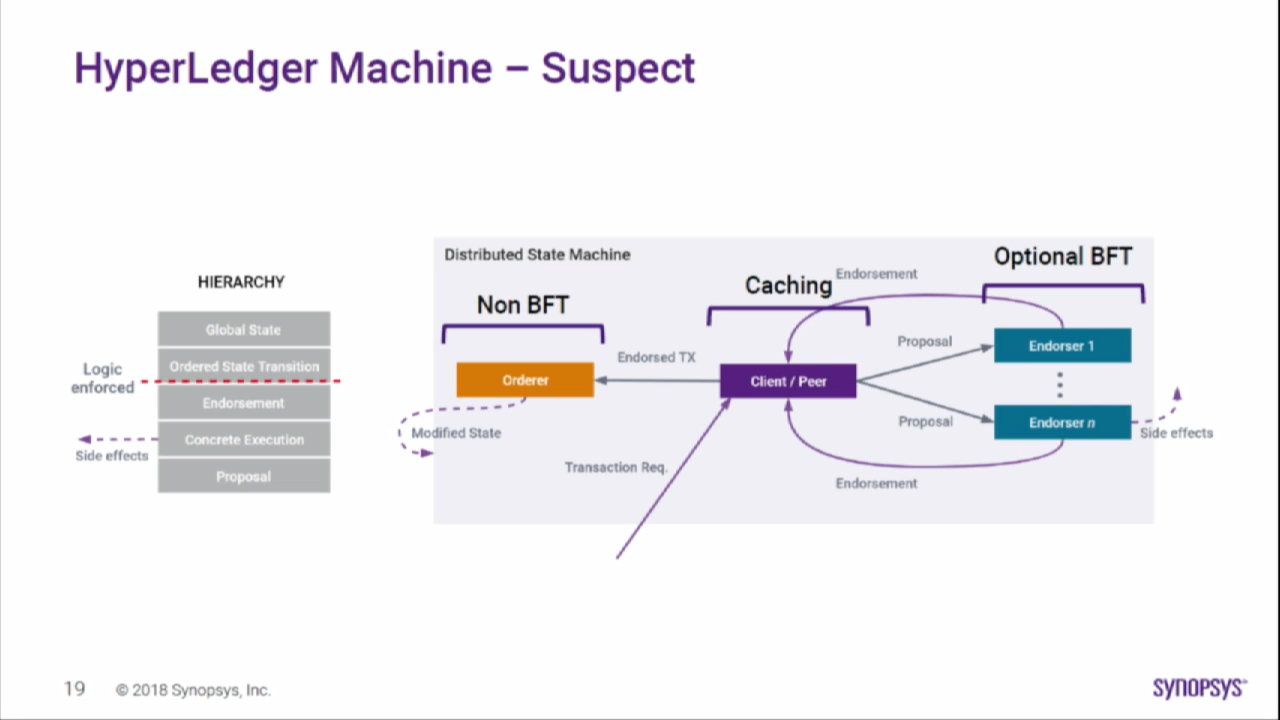 HyperLedger Machine – Suspect
HIERARCHY
Global State
Ordered State Transition
Logic
enforced
Endorsement
Concrete Execution
Side effects
Proposal
Distributed State Machine
Non BFT
Caching
Optional BFT
Endorsement
Orderer
Endorsed TX
Client / Peer
Proposal
Endorser 1
Proposal
Endorser n
Modified State
Side effects
Transaction Req.
Endorsement
19
© 2018 Synopsys, Inc.
SYNOPSYS